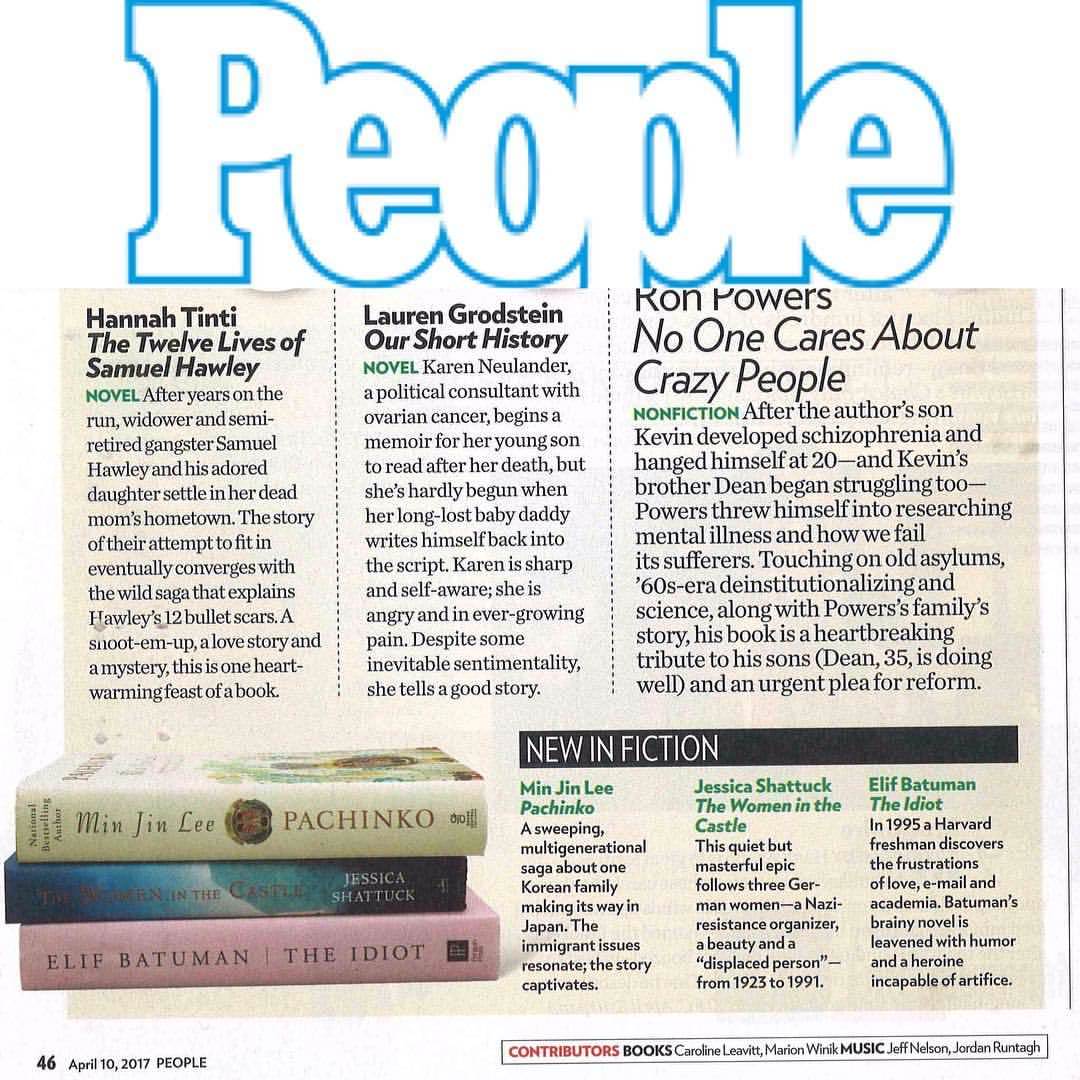 People
Hannah Tinti
The Twelve Lives of
Samuel Hawley
NOVEL After years on the
run, widower and semi-
retired gangster Samuel
Hawley and his adored
daughter settle in her dead
mom's hometown. The story
of their attempt to fit in
eventually converges with
the wild saga that explains
Hawley's 12 bullet scars. A
shoot-em-up, a love story and
a mystery, this is one heart-
warming feast of a book.
Lauren Grodstein
Our Short History
NOVEL Karen Neulander,
a political consultant with
ovarian cancer, begins a
memoir for her young son
to read after her death, but
she's hardly begun when
her long-lost baby daddy
writes himself back into
the script. Karen is sharp
and self-aware; she is
angry and in ever-growing
pain. Despite some
inevitable sentimentality,
she tells a good story.
Ron Powers
No One Cares About
Crazy People
NONFICTION After the author's son
Kevin developed schizophrenia and
hanged himself at 20—and Kevin's
brother Dean began struggling too—
Powers threw himself into researching
mental illness and how we fail
its sufferers. Touching on old asylums,
'60s-era deinstitutionalizing and
science, along with Powers's family's
story, his book is a heartbreaking
tribute to his sons (Dean, 35, is doing
well) and an urgent plea for reform.
National
Bestselling
Author
Min Jin Lee PACHINKO
THE WOMEN IN THE CASTLE
JESSICA
SHATTUCK
ELIF BATUMAN | THE IDIOT
NEW IN FICTION
Min Jin Lee
Pachinko
A sweeping,
multigenerational
saga about one
Korean family
making its way in
Japan. The
immigrant issues
resonate; the story
captivates.
Jessica Shattuck
The Women in the
Castle
This quiet but
masterful epic
follows three Ger-
man women—a Nazi-
resistance organizer,
a beauty and a
"displaced person"—
from 1923 to 1991.
Elif Batuman
The Idiot
In 1995 a Harvard
freshman discovers
the frustrations
of love, e-mail and
academia. Batuman's
brainy novel is
leavened with humor
and a heroine
incapable of artifice.
46 April 10, 2017 PEOPLE
CONTRIBUTORS BOOKS Caroline Leavitt, Marion Winik MUSIC Jeff Nelson, Jordan Runtagh